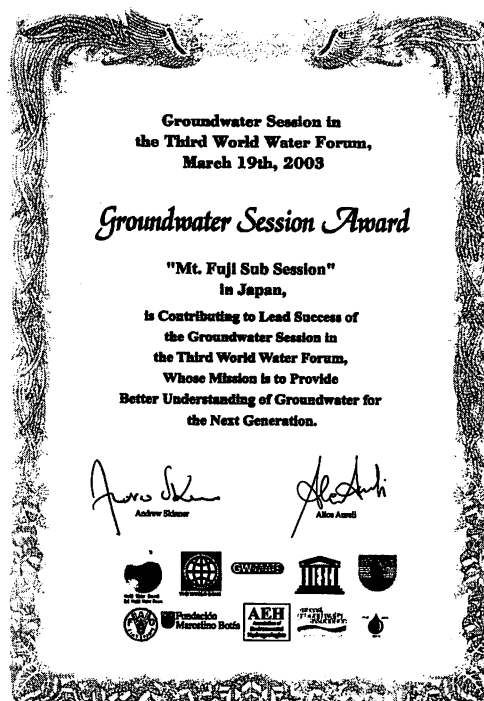 Groundwater Session in
the Third World Water Forum,
March 19th, 2003
Groundwater Session Award
"Mt. Fuji Sub Session"
in Japan,
is Contributing to Lead Success of
the Groundwater Session in
the Third World Water Forum,
Whose Mission is to Provide
Better Understanding of Groundwater for
the Next Generation.
Andrew Skinner
Alice Aureli
Fundación
Marcelino Botín
AEH